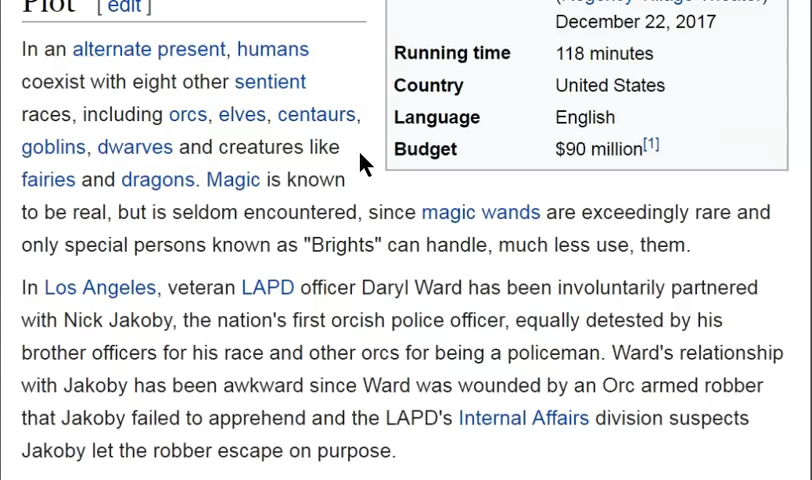 Plot [ edit ]
In an alternate present, humans
coexist with eight other sentient
races, including orcs, elves, centaurs,
goblins, dwarves and creatures like
fairies and dragons. Magic is known
to be real, but is seldom encountered, since magic wands are exceedingly rare and
only special persons known as "Brights" can handle, much less use, them.
In Los Angeles, veteran LAPD officer Daryl Ward has been involuntarily partnered
with Nick Jakoby, the nation's first orcish police officer, equally detested by his
brother officers for his race and other orcs for being a policeman. Ward's relationship
with Jakoby has been awkward since Ward was wounded by an Orc armed robber
that Jakoby failed to apprehend and the LAPD's Internal Affairs division suspects
Jakoby let the robber escape on purpose.
(Regency Village Theater)
December 22, 2017
Running time 118 minutes
Country United States
Language English
Budget $90 million[1]